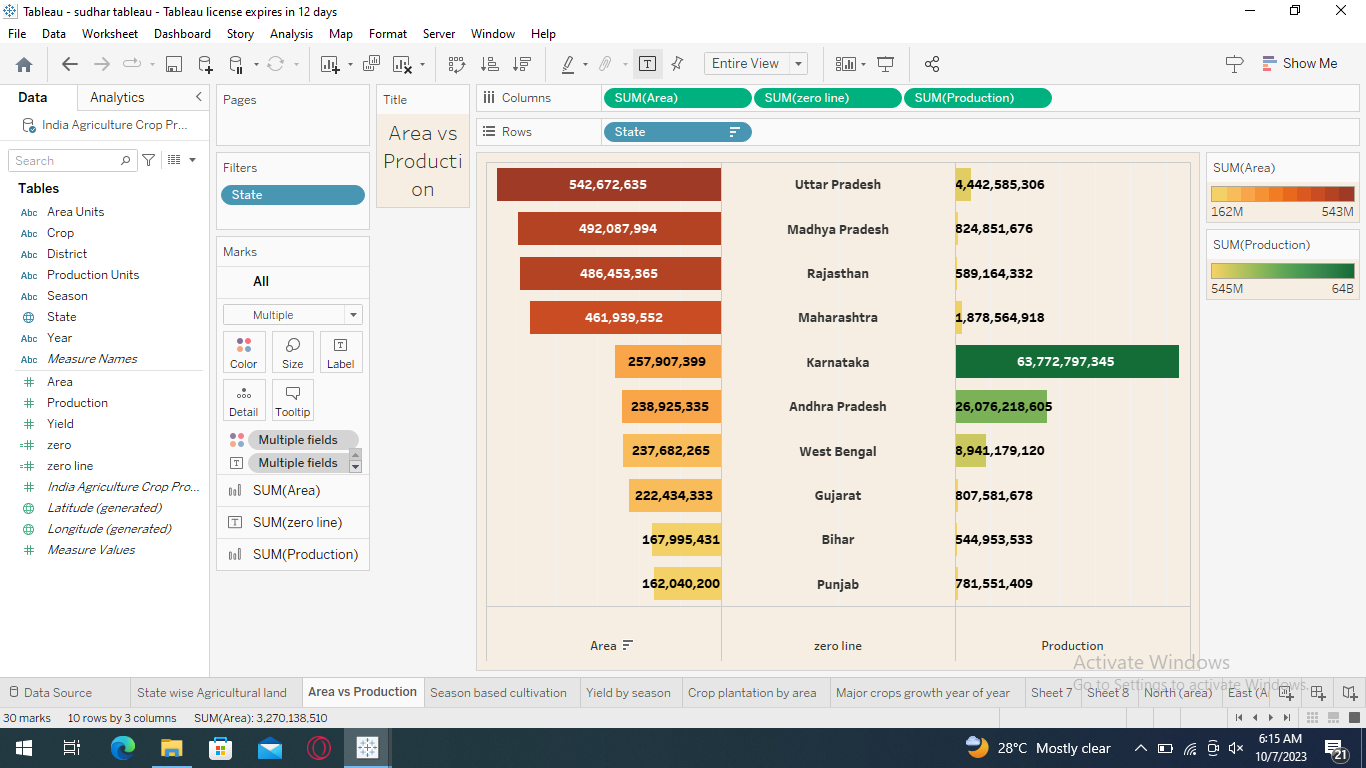 Tableau - sudhar tableau - Tableau license expires in 12 days
File Data Worksheet Dashboard Story Analysis Map Format Server Window Help
Entire View
Show Me
Data Analytics
India Agriculture Crop Pr...
Search
Tables
Abc Area Units
Abc Crop
Abc District
Abc Production Units
Abc Season
State
Abc Year
Abc Measure Names
# Area
# Production
# Yield
=# zero
=# zero line
# India Agriculture Crop Pro...
Latitude (generated)
Longitude (generated)
# Measure Values
Pages
Filters
State
Marks
All
Multiple
Color Size Label
Detail Tooltip
Multiple fields
Multiple fields
SUM(Area)
SUM(zero line)
SUM(Production)
Title
Area vs
Producti
on
Columns SUM(Area) SUM(zero line) SUM(Production)
Rows State
542,672,635 Uttar Pradesh 4,442,585,306
492,087,994 Madhya Pradesh 824,851,676
486,453,365 Rajasthan 589,164,332
461,939,552 Maharashtra 1,878,564,918
257,907,399 Karnataka 63,772,797,345
238,925,335 Andhra Pradesh 26,076,218,605
237,682,265 West Bengal 8,941,179,120
222,434,333 Gujarat 807,581,678
167,995,431 Bihar 544,953,533
162,040,200 Punjab 781,551,409
Area zero line Production
SUM(Area)
162M 543M
SUM(Production)
545M 64B
Activate Windows
Go to Settings to activate Windows.
Data Source State wise Agricultural land Area vs Production Season based cultivation Yield by season Crop plantation by area Major crops growth year of year Sheet 7 Sheet 8 North (area) East (A
30 marks 10 rows by 3 columns SUM(Area): 3,270,138,510
28°C Mostly clear
6:15 AM
10/7/2023
21